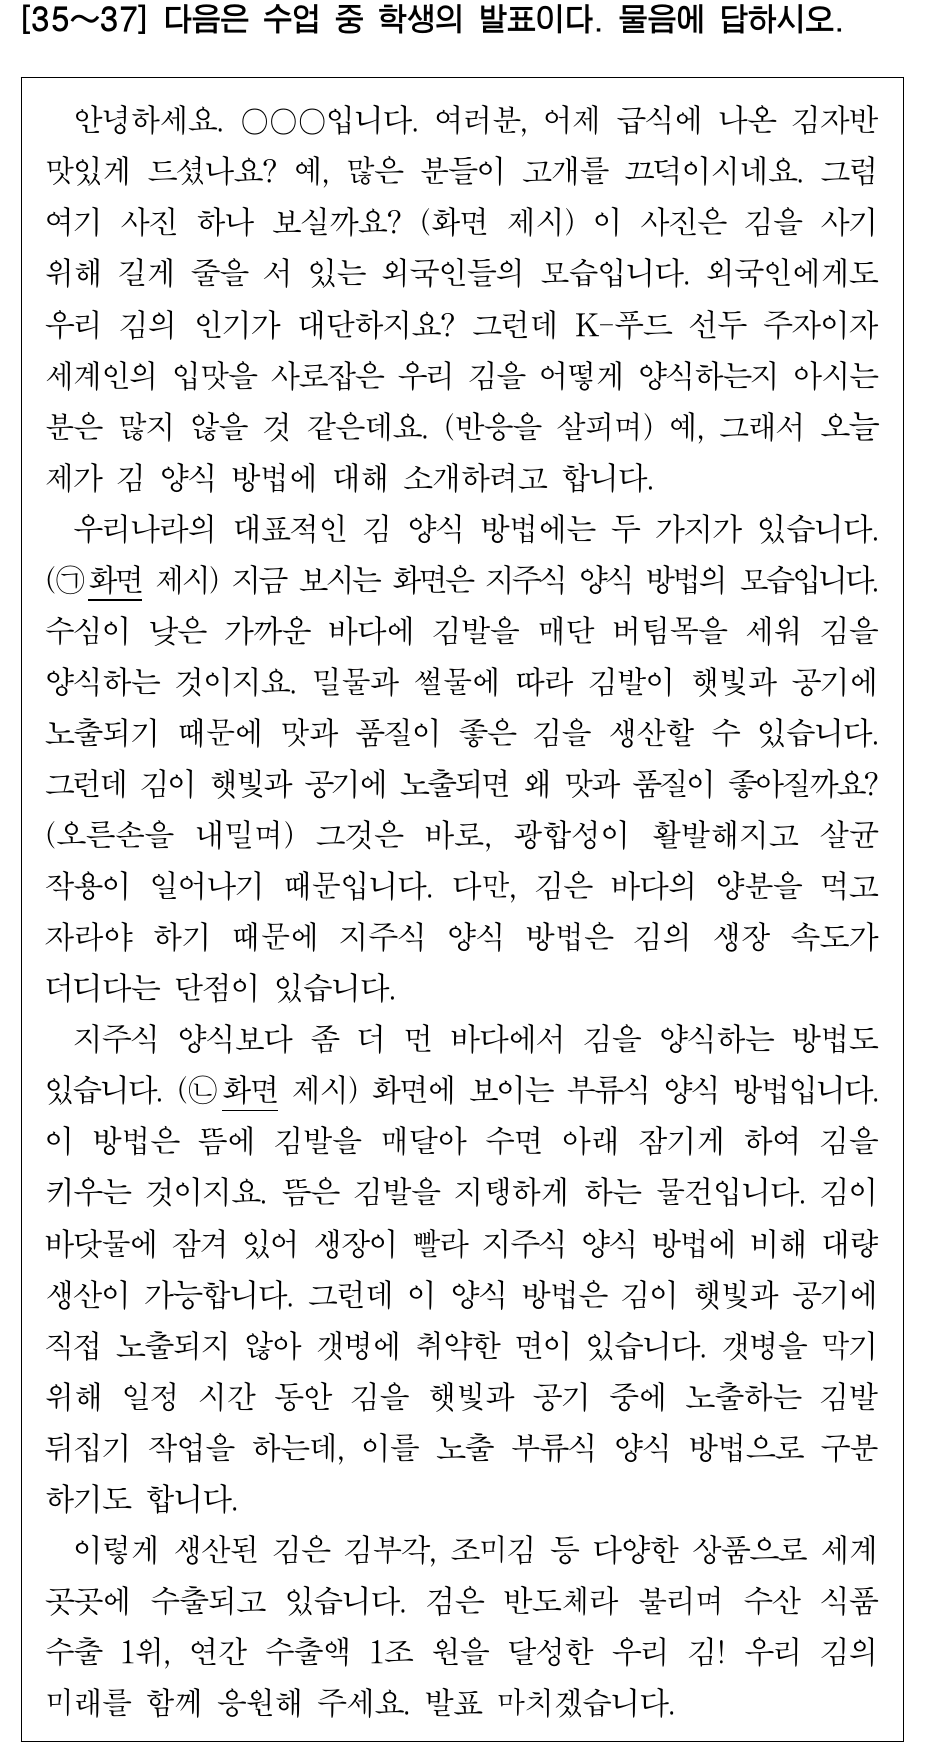 [35～37] 다음은 수업 중 학생의 발표이다. 물음에 답하시오.
안녕하세요. ○○○입니다. 여러분, 어제 급식에 나온 김자반
맛있게 드셨나요? 예, 많은 분들이 고개를 끄덕이시네요. 그럼
여기 사진 하나 보실까요? (화면 제시) 이 사진은 김을 사기
위해 길게 줄을 서 있는 외국인들의 모습입니다. 외국인에게도
우리 김의 인기가 대단하지요? 그런데 K-푸드 선두 주자이자
세계인의 입맛을 사로잡은 우리 김을 어떻게 양식하는지 아시는
분은 많지 않을 것 같은데요. (반응을 살피며) 예, 그래서 오늘
제가 김 양식 방법에 대해 소개하려고 합니다.
우리나라의 대표적인 김 양식 방법에는 두 가지가 있습니다.
(㉠화면 제시) 지금 보시는 화면은 지주식 양식 방법의 모습입니다.
수심이 낮은 가까운 바다에 김발을 매단 버팀목을 세워 김을
양식하는 것이지요. 밀물과 썰물에 따라 김발이 햇빛과 공기에
노출되기 때문에 맛과 품질이 좋은 김을 생산할 수 있습니다.
그런데 김이 햇빛과 공기에 노출되면 왜 맛과 품질이 좋아질까요?
(오른손을 내밀며) 그것은 바로, 광합성이 활발해지고 살균
작용이 일어나기 때문입니다. 다만, 김은 바다의 양분을 먹고
자라야 하기 때문에 지주식 양식 방법은 김의 생장 속도가
더디다는 단점이 있습니다.
지주식 양식보다 좀 더 먼 바다에서 김을 양식하는 방법도
있습니다. (㉡화면 제시) 화면에 보이는 부류식 양식 방법입니다.
이 방법은 뜸에 김발을 매달아 수면 아래 잠기게 하여 김을
키우는 것이지요. 뜸은 김발을 지탱하게 하는 물건입니다. 김이
바닷물에 잠겨 있어 생장이 빨라 지주식 양식 방법에 비해 대량
생산이 가능합니다. 그런데 이 양식 방법은 김이 햇빛과 공기에
직접 노출되지 않아 갯병에 취약한 면이 있습니다. 갯병을 막기
위해 일정 시간 동안 김을 햇빛과 공기 중에 노출하는 김발
뒤집기 작업을 하는데, 이를 노출 부류식 양식 방법으로 구분
하기도 합니다.
이렇게 생산된 김은 김부각, 조미김 등 다양한 상품으로 세계
곳곳에 수출되고 있습니다. 검은 반도체라 불리며 수산 식품
수출 1위, 연간 수출액 1조 원을 달성한 우리 김! 우리 김의
미래를 함께 응원해 주세요. 발표 마치겠습니다.